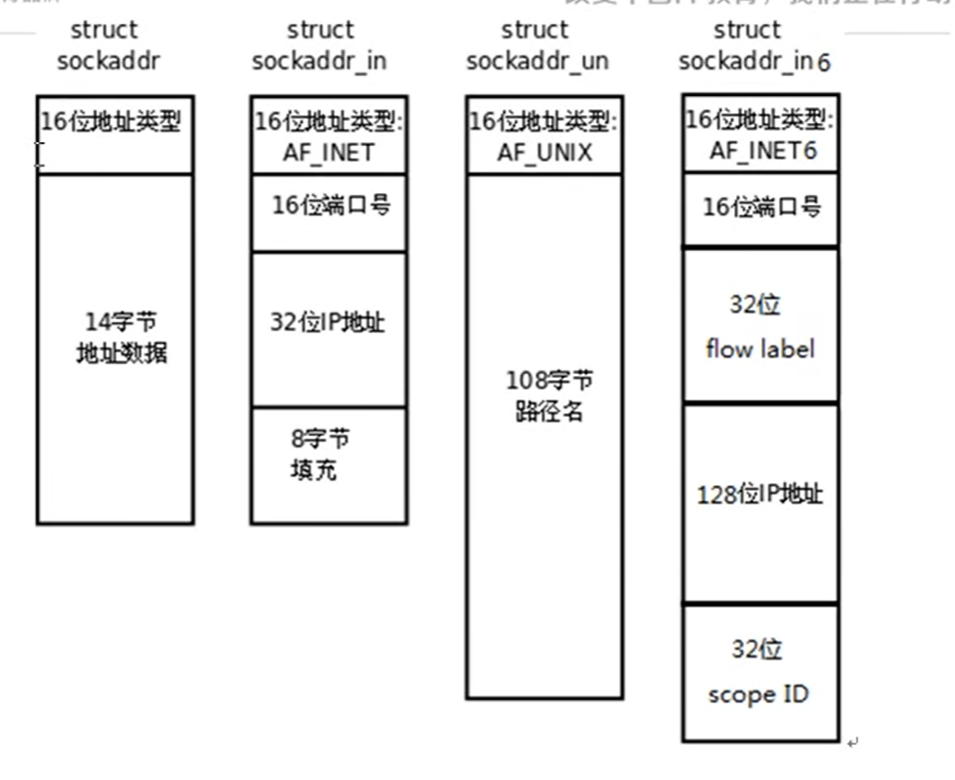 struct
sockaddr
16位地址类型
14字节
地址数据
struct
sockaddr_in
16位地址类型:
AF_INET
16位端口号
32位IP地址
8字节
填充
struct
sockaddr_un
16位地址类型:
AF_UNIX
108字节
路径名
struct
sockaddr_in6
16位地址类型:
AF_INET6
16位端口号
32位
flow label
128位IP地址
32位
scope ID